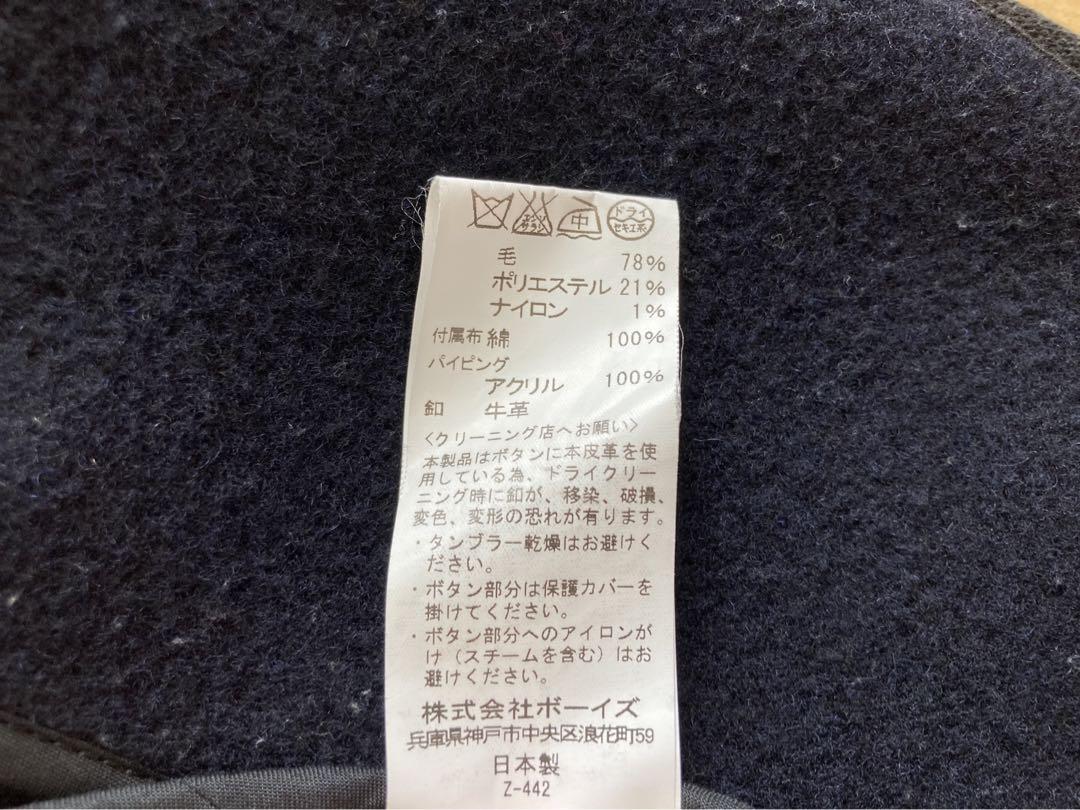 エンソ サラシ 中 ドライ セキユ系
毛 78%
ポリエステル 21%
ナイロン 1%
付属布 綿 100%
パイピング
アクリル 100%
釦 牛革
<クリーニング店へお願い>
本製品はボタンに本皮革を使
用している為、ドライクリー
ニング時に釦が、移染、破損、
変色、変形の恐れが有ります。
・タンブラー乾燥はお避けく
ださい。
・ボタン部分は保護カバーを
掛けてください。
・ボタン部分へのアイロンが
け（スチームを含む）はお
避けください。
株式会社ボーイズ
兵庫県神戸市中央区浪花町59
日本製
Z-442